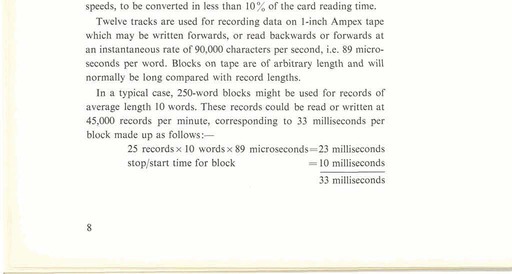 speeds, to be converted in less than 10% of the card reading time.
Twelve tracks are used for recording data on 1-inch Ampex tape
which may be written forwards, or read backwards or forwards at
an instantaneous rate of 90,000 characters per second, i.e. 89 micro-
seconds per word. Blocks on tape are of arbitrary length and will
normally be long compared with record lengths.
In a typical case, 250-word blocks might be used for records of
average length 10 words. These records could be read or written at
45,000 records per minute, corresponding to 33 milliseconds per
block made up as follows:—
25 records × 10 words × 89 microseconds = 23 milliseconds
stop/start time for block = 10 milliseconds
33 milliseconds
8